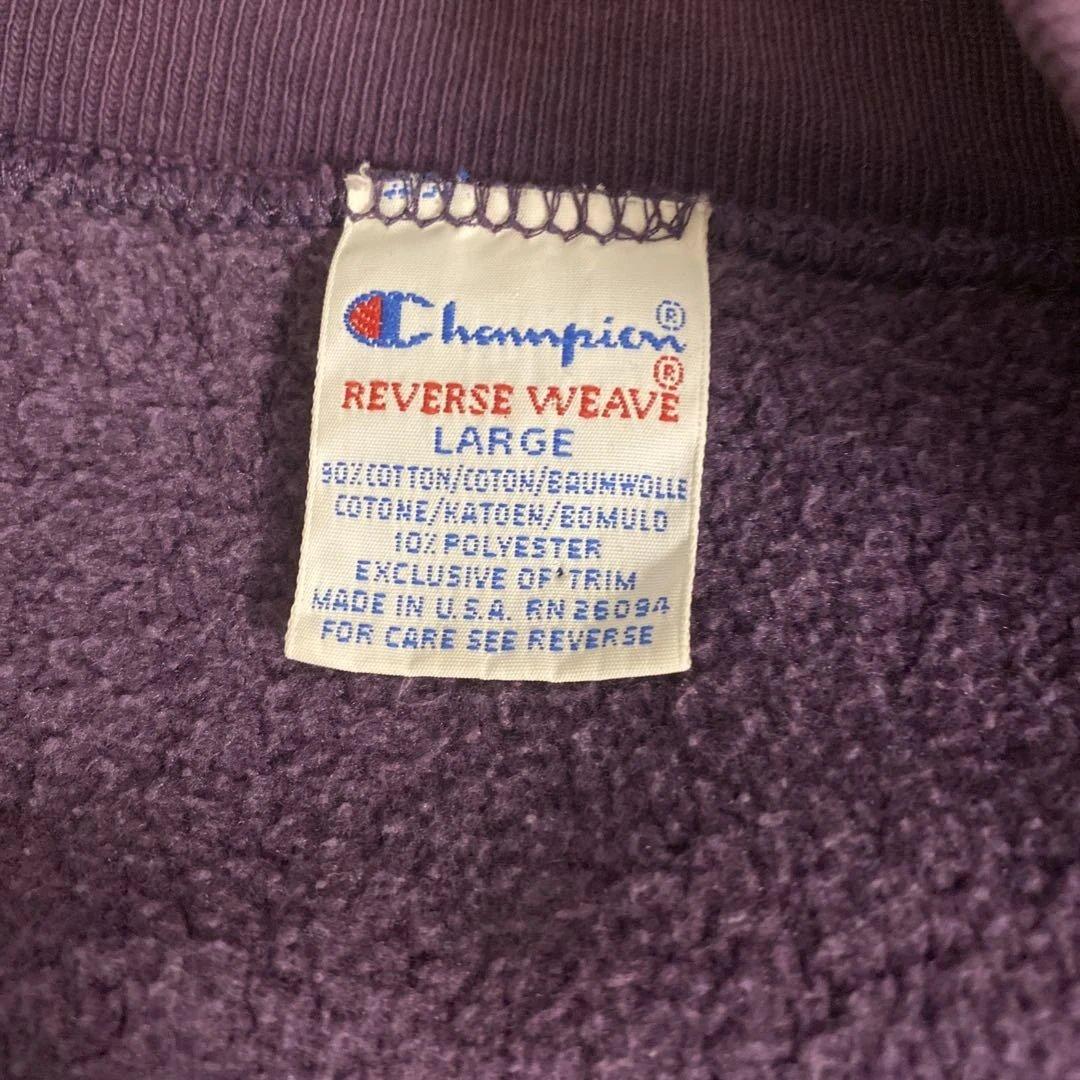 Champion®
REVERSE WEAVE®
LARGE
90% COTTON/COTON/BAUMWOLLE
COTONE/KATOEN/BOMULD
10% POLYESTER
EXCLUSIVE OF TRIM
MADE IN U.S.A. RN 26094
FOR CARE SEE REVERSE